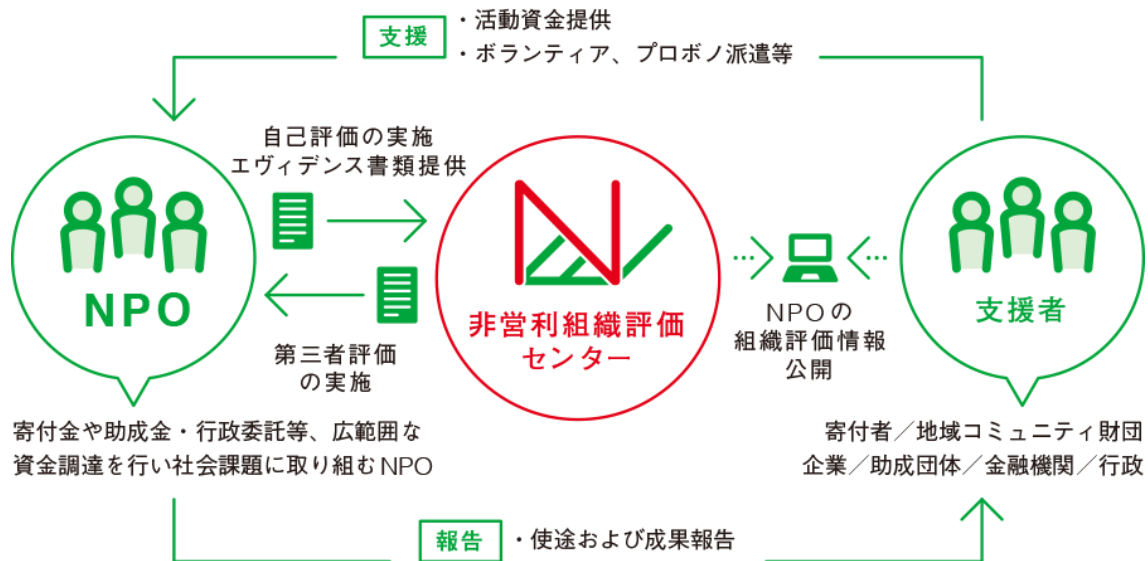 支援
・活動資金提供
・ボランティア、プロボノ派遣等
自己評価の実施
エヴィデンス書類提供
NPO
第三者評価
の実施
非営利組織評価
センター
NPOの
組織評価情報
公開
支援者
寄付金や助成金・行政委託等、広範囲な
資金調達を行い社会課題に取り組むNPO
寄付者／地域コミュニティ財団
企業／助成団体／金融機関／行政
報告
・使途および成果報告